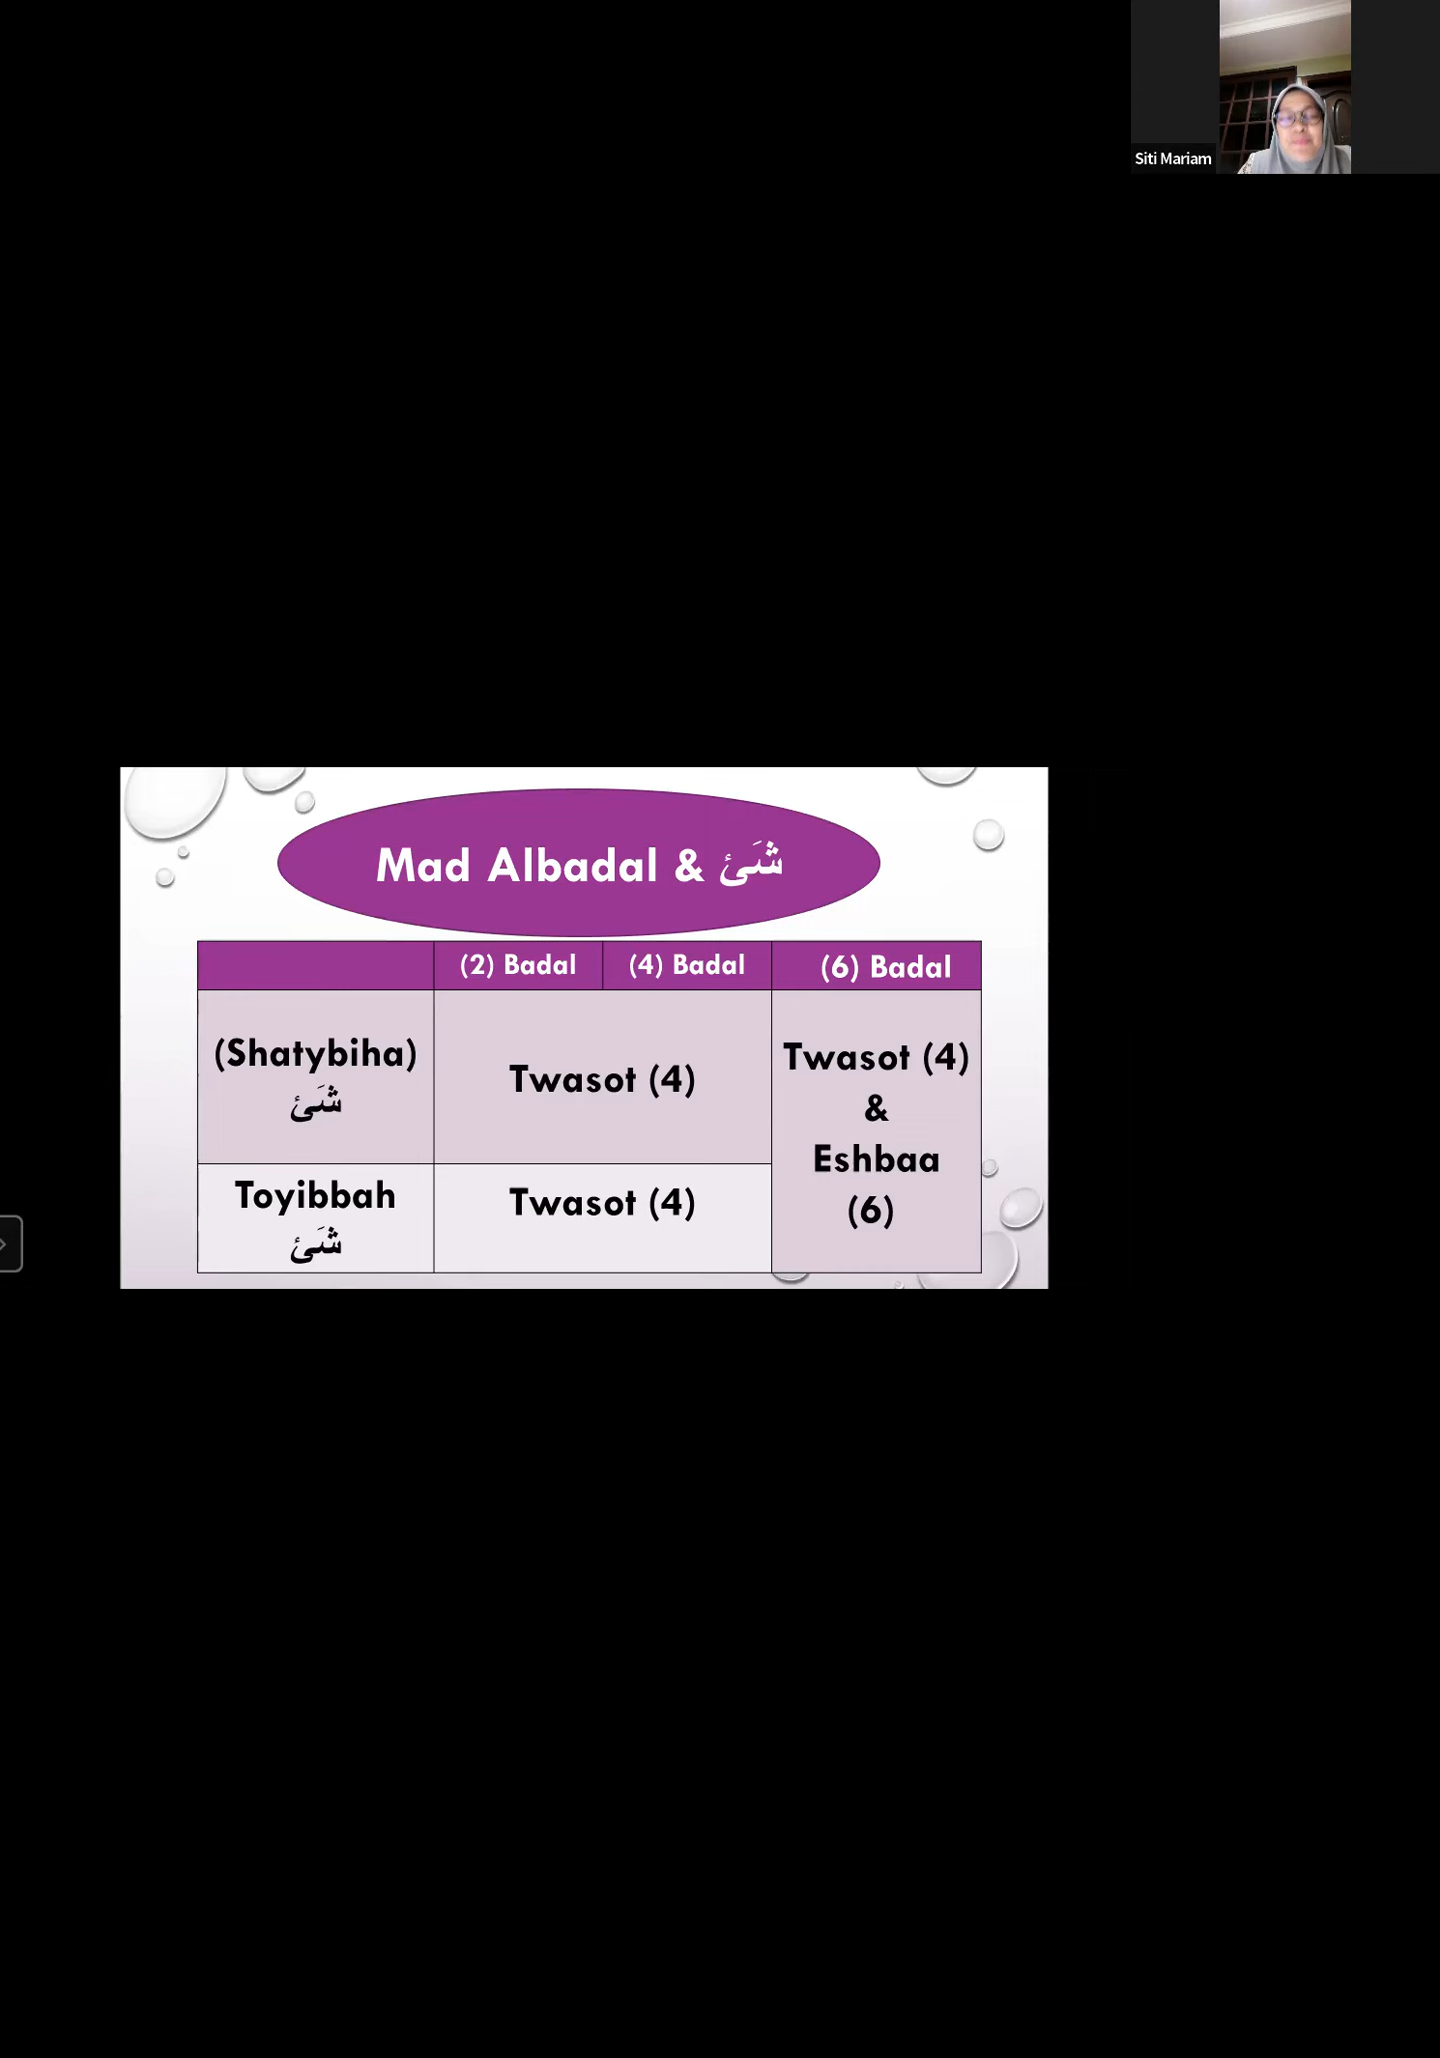 Siti Mariam
Mad Albadal & شَئ
(2) Badal
(4) Badal
(6) Badal
(Shatybiha)
شَئ
Twasot (4)
Twasot (4)
&
Eshbaa
(6)
Toyibbah
شَئ
Twasot (4)